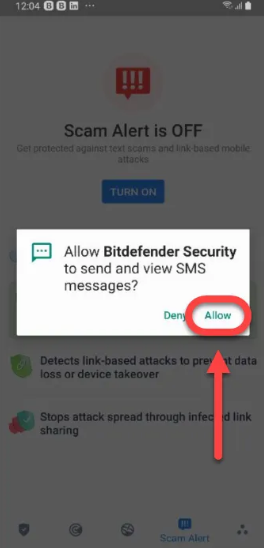 12:04
Scam Alert is OFF
Get protected against text scams and link-based mobile
attacks
TURN ON
Allow Bitdefender Security
to send and view SMS
messages?
Deny Allow
Detects link-based attacks to prevent data
loss or device takeover
Stops attack spread through infected link
sharing
Scam Alert